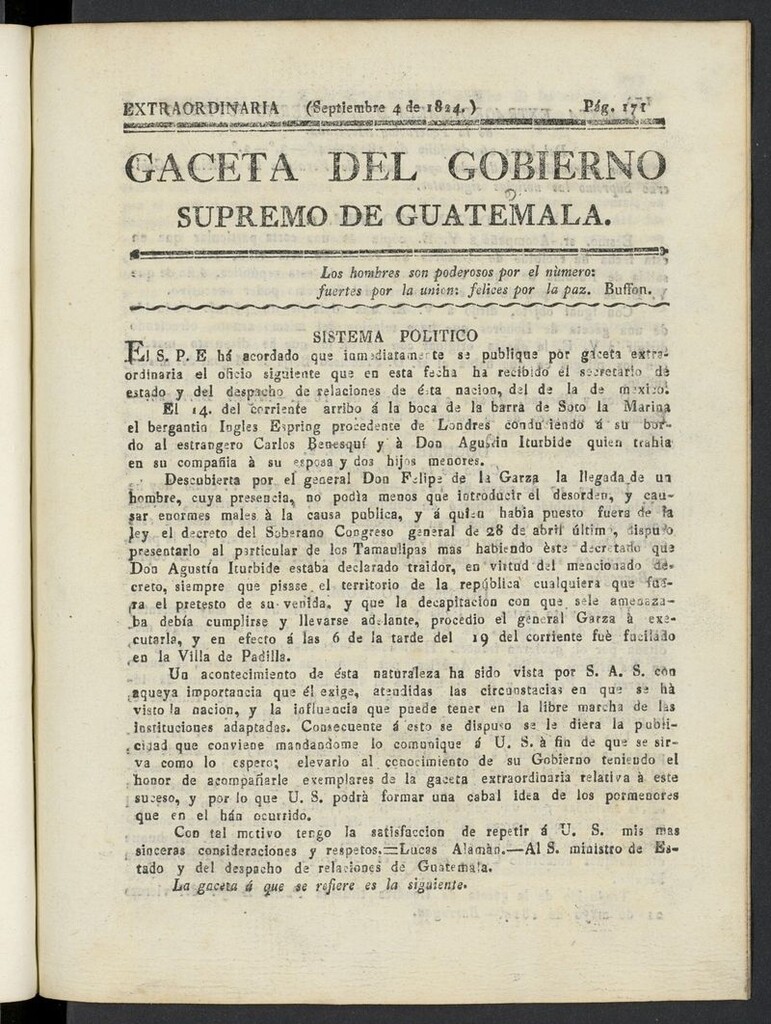 EXTRAORDINARIA (Septiembre 4 de 1824.) Pág. 171
GACETA DEL GOBIERNO
SUPREMO DE GUATEMALA.
Los hombres son poderosos por el nùmero:
fuertes por la union: felices por la paz. Buffon.
SISTEMA POLITICO
El S. P. E há acordado que inmediatamente se publique por gaceta extra-
ordinaria el oficio siguiente que en esta fecha ha recibido el secretario de
estado y del despacho de relaciones de ésta nacion, del de la de mexico.
El 14. del corriente arribo á la boca de la barra de Soto la Marina
el bergantin Ingles Espring procedente de Londres conduciendo á su bor-
do al estrangero Carlos Benesquí y à Don Agustin Iturbide quien trahia
en su compañia à su esposa y dos hijos menores.
Descubierta por el general Don Felipe de la Garza la llegada de un
hombre, cuya presencia, no podia menos que introducir el desorden, y cau-
sar enormes males à la causa publica, y á quien habia puesto fuera de la
ley el decreto del Soberano Congreso general de 28 de abril último, dispuso
presentarlo al particular de los Tamaulipas mas habiendo èste decretado que
Don Agustín Iturbide estaba declarado traidor, en virtud del mencionado de-
creto, siempre que pisase el territorio de la república cualquiera que fue-
ra el pretesto de su venida, y que la decapitacion con que sele amenaza-
ba debía cumplirse y llevarse adelante, procedio el general Garza à exe-
cutarla, y en efecto á las 6 de la tarde del 19 del corriente fuè fucilado
en la Villa de Padilla.
Un acontecimiento de ésta naturaleza ha sido vista por S. A. S. con
aqueya importancia que él exige, atendidas las circunstacias en que se hà
visto la nacion, y la influencia que puede tener en la libre marcha de las
instituciones adaptadas. Consecuente á esto se dispuso se le diera la publi-
cidad que conviene mandandome lo comunique á U. S. à fin de que se sir-
va como lo espero; elevarlo al conocimiento de su Gobierno teniendo el
honor de acompañarle exemplares de la gaceta extraordinaria relativa à este
suceso, y por lo que U. S. podrà formar una cabal idea de los pormenores
que en el hán ocurrido.
Con tal motivo tengo la satisfaccion de repetir á U. S. mis mas
sinceras consideraciones y respetos.=Lucas Alamàn.—Al S. ministro de Es-
tado y del despacho de relaciones de Guatemala.
La gaceta á que se refiere es la siguiente.